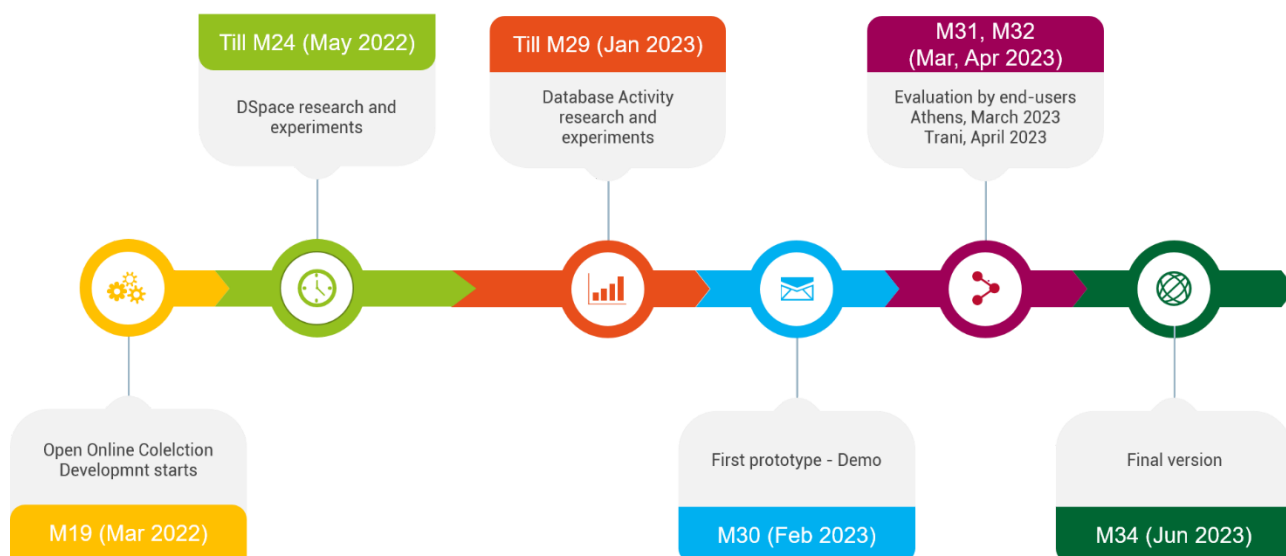 Till M24 (May 2022)
DSpace research and
experiments
Till M29 (Jan 2023)
Database Activity
research and
experiments
M31, M32
(Mar, Apr 2023)
Evaluation by end-users
Athens, March 2023
Trani, April 2023
Open Online Colelction
Developmnt starts
M19 (Mar 2022)
First prototype - Demo
M30 (Feb 2023)
Final version
M34 (Jun 2023)